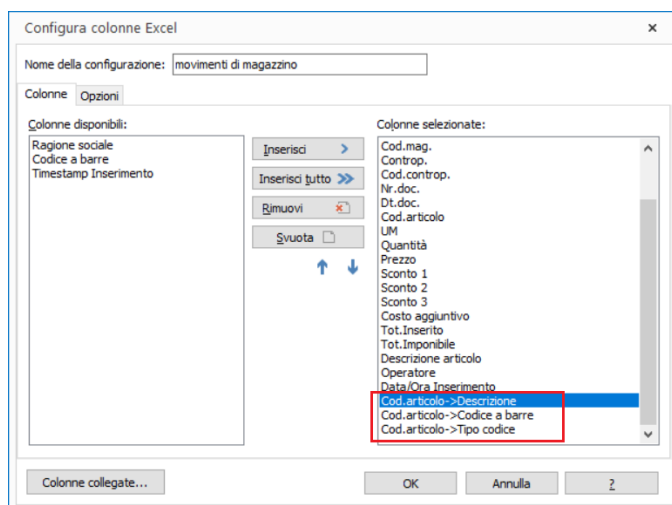 Configura colonne Excel
Nome della configurazione: movimenti di magazzino
Colonne Opzioni
Colonne disponibili:
Ragione sociale
Codice a barre
Timestamp Inserimento
Inserisci
Inserisci tutto
Rimuovi
Svuota
Colonne selezionate:
Cod.mag.
Controp.
Cod.controp.
Nr.doc.
Dt.doc.
Cod.articolo
UM
Quantità
Prezzo
Sconto 1
Sconto 2
Sconto 3
Costo aggiuntivo
Tot.Inserito
Tot.Imponibile
Descrizione articolo
Operatore
Data/Ora Inserimento
Cod.articolo->Descrizione
Cod.articolo->Codice a barre
Cod.articolo->Tipo codice
Colonne collegate...
OK
Annulla
?